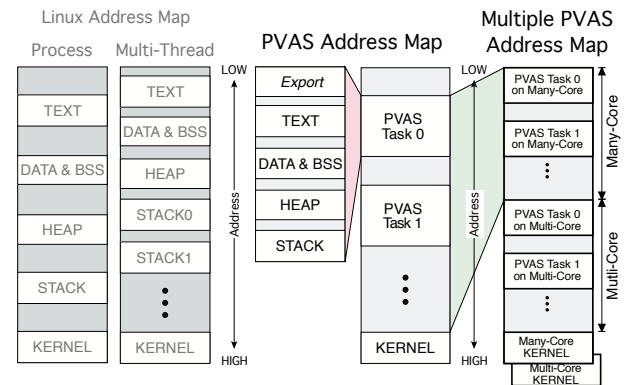 Linux Address Map
Process
Multi-Thread
TEXT
DATA & BSS
HEAP
STACK
KERNEL
TEXT
DATA & BSS
HEAP
STACK0
STACK1
KERNEL
PVAS Address Map
LOW
Address
HIGH
Export
TEXT
DATA & BSS
HEAP
STACK
PVAS
Task 0
PVAS
Task 1
KERNEL
Multiple PVAS
Address Map
LOW
Address
HIGH
PVAS Task 0
on Many-Core
PVAS Task 1
on Many-Core
PVAS Task 0
on Multi-Core
PVAS Task 1
on Multi-Core
Many-Core
KERNEL
Multi-Core
KERNEL
Many-Core
Mutli-Core